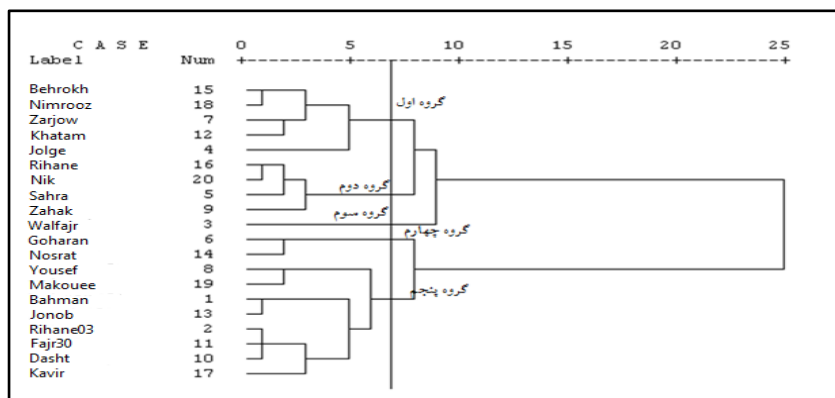 C A S E 0 5 10 15 20 25
Label Num +---------+---------+---------+---------+---------+
Behrokh 15
گروه اول
Nimrooz 18
Zarjow 7
Khatam 12
Jolge 4
Rihane 16
Nik 20
گروه دوم
Sahra 5
Zahak 9
گروه سوم
Walfajr 3
گروه چهارم
Goharan 6
Nosrat 14
Yousef 8
Makouee 19
گروه پنجم
Bahman 1
Jonob 13
Rihane03 2
Fajr30 11
Dasht 10
Kavir 17